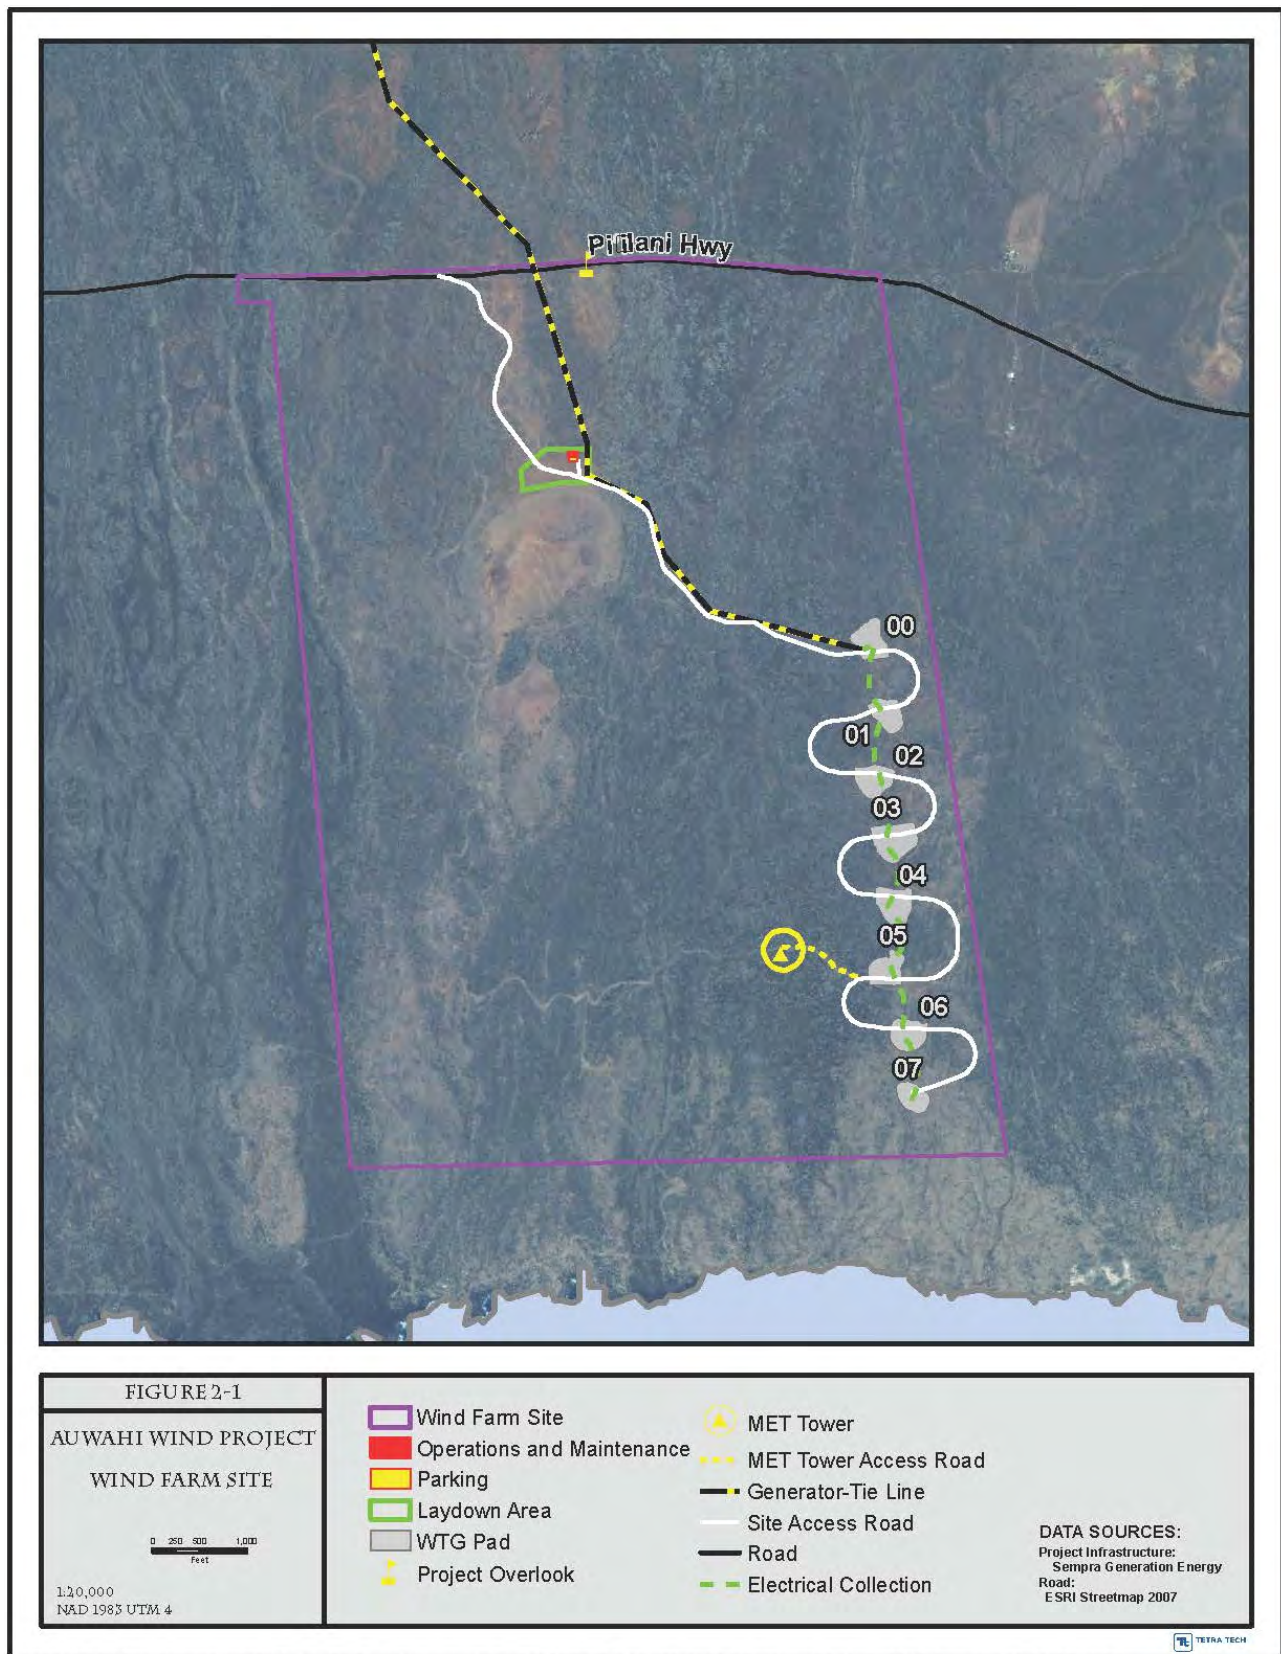 Piilani Hwy
00
01
02
03
04
05
06
07
FIGURE 2-1
AUWAHI WIND PROJECT
WIND FARM SITE
0 250 500 1,000
Feet
1:20,000
NAD 1983 UTM 4
Wind Farm Site
Operations and Maintenance
Parking
Laydown Area
WTG Pad
Project Overlook
MET Tower
MET Tower Access Road
Generator-Tie Line
Site Access Road
Road
Electrical Collection
DATA SOURCES:
Project Infrastructure:
Sempra Generation Energy
Road:
ESRI Streetmap 2007
Tt TETRA TECH